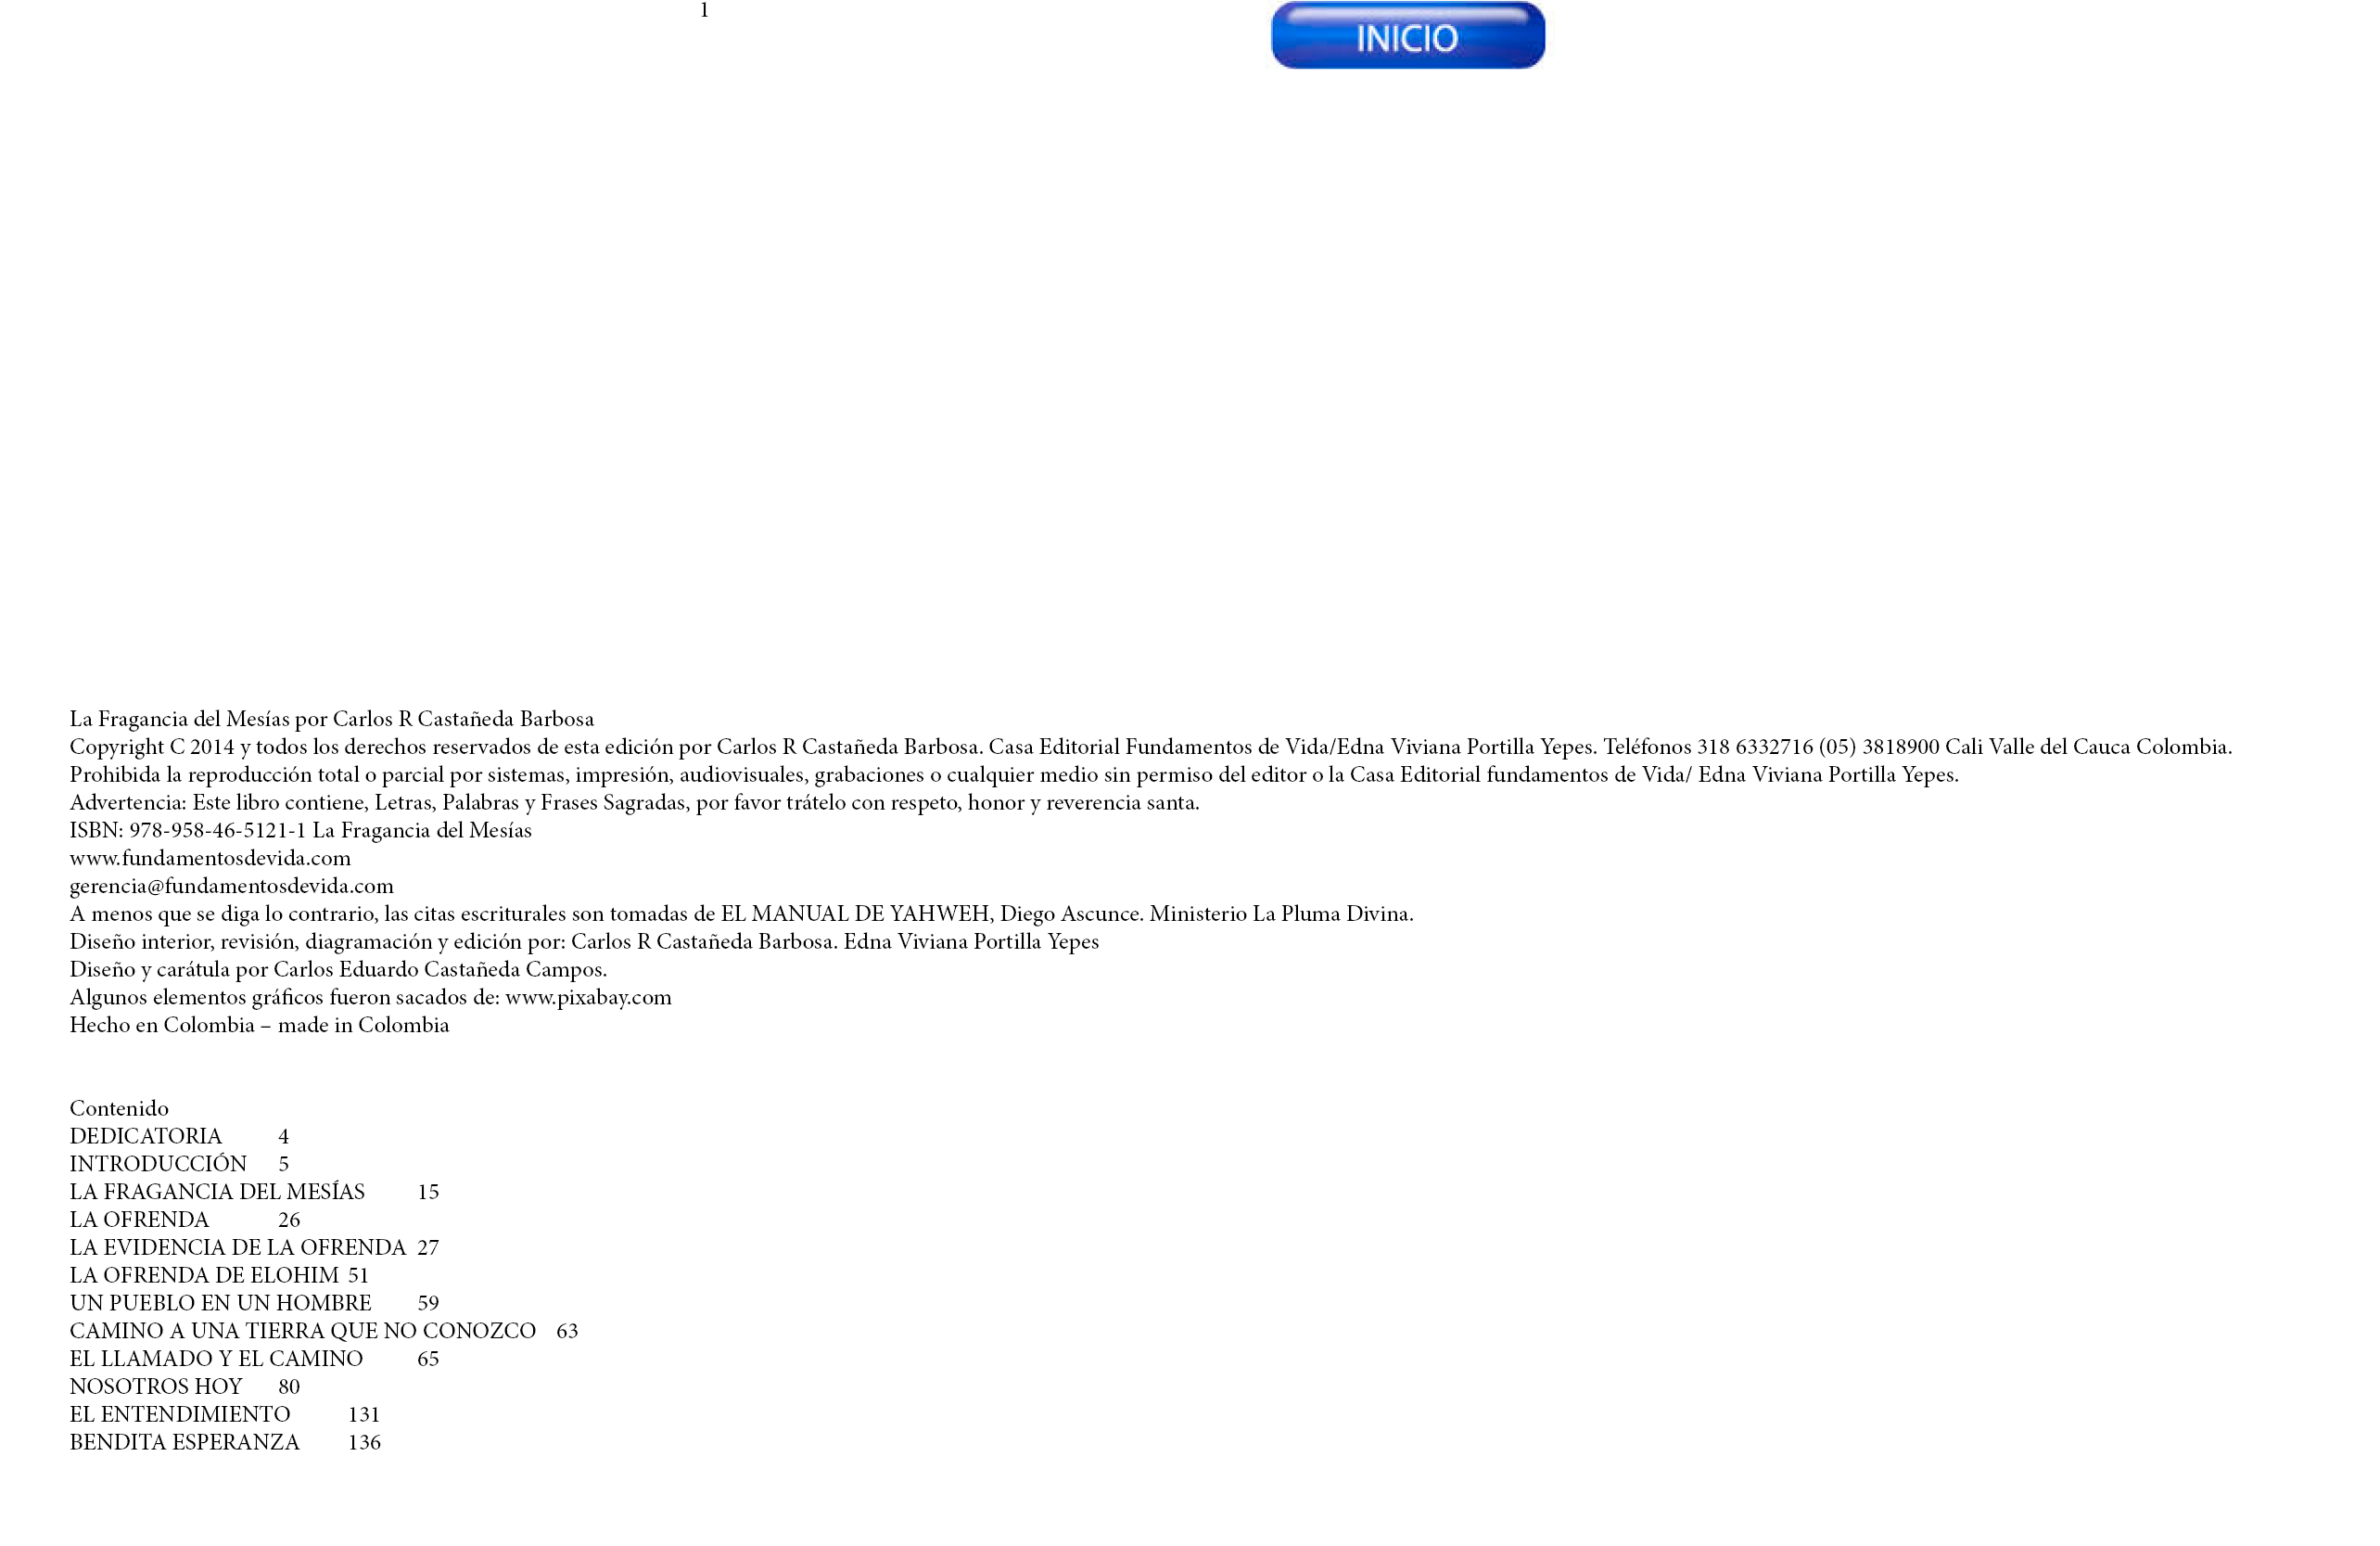 1
INICIO
La Fragancia del Mesías por Carlos R Castañeda Barbosa
Copyright C 2014 y todos los derechos reservados de esta edición por Carlos R Castañeda Barbosa. Casa Editorial Fundamentos de Vida/Edna Viviana Portilla Yepes. Teléfonos 318 6332716 (05) 3818900 Cali Valle del Cauca Colombia.
Prohibida la reproducción total o parcial por sistemas, impresión, audiovisuales, grabaciones o cualquier medio sin permiso del editor o la Casa Editorial fundamentos de Vida/ Edna Viviana Portilla Yepes.
Advertencia: Este libro contiene, Letras, Palabras y Frases Sagradas, por favor trátelo con respeto, honor y reverencia santa.
ISBN: 978-958-46-5121-1 La Fragancia del Mesías
www.fundamentosdevida.com
gerencia@fundamentosdevida.com
A menos que se diga lo contrario, las citas escriturales son tomadas de EL MANUAL DE YAHWEH, Diego Ascunce. Ministerio La Pluma Divina.
Diseño interior, revisión, diagramación y edición por: Carlos R Castañeda Barbosa. Edna Viviana Portilla Yepes
Diseño y carátula por Carlos Eduardo Castañeda Campos.
Algunos elementos gráficos fueron sacados de: www.pixabay.com
Hecho en Colombia – made in Colombia
Contenido
DEDICATORIA 4
INTRODUCCIÓN 5
LA FRAGANCIA DEL MESÍAS 15
LA OFRENDA 26
LA EVIDENCIA DE LA OFRENDA 27
LA OFRENDA DE ELOHIM 51
UN PUEBLO EN UN HOMBRE 59
CAMINO A UNA TIERRA QUE NO CONOZCO 63
EL LLAMADO Y EL CAMINO 65
NOSOTROS HOY 80
EL ENTENDIMIENTO 131
BENDITA ESPERANZA 136